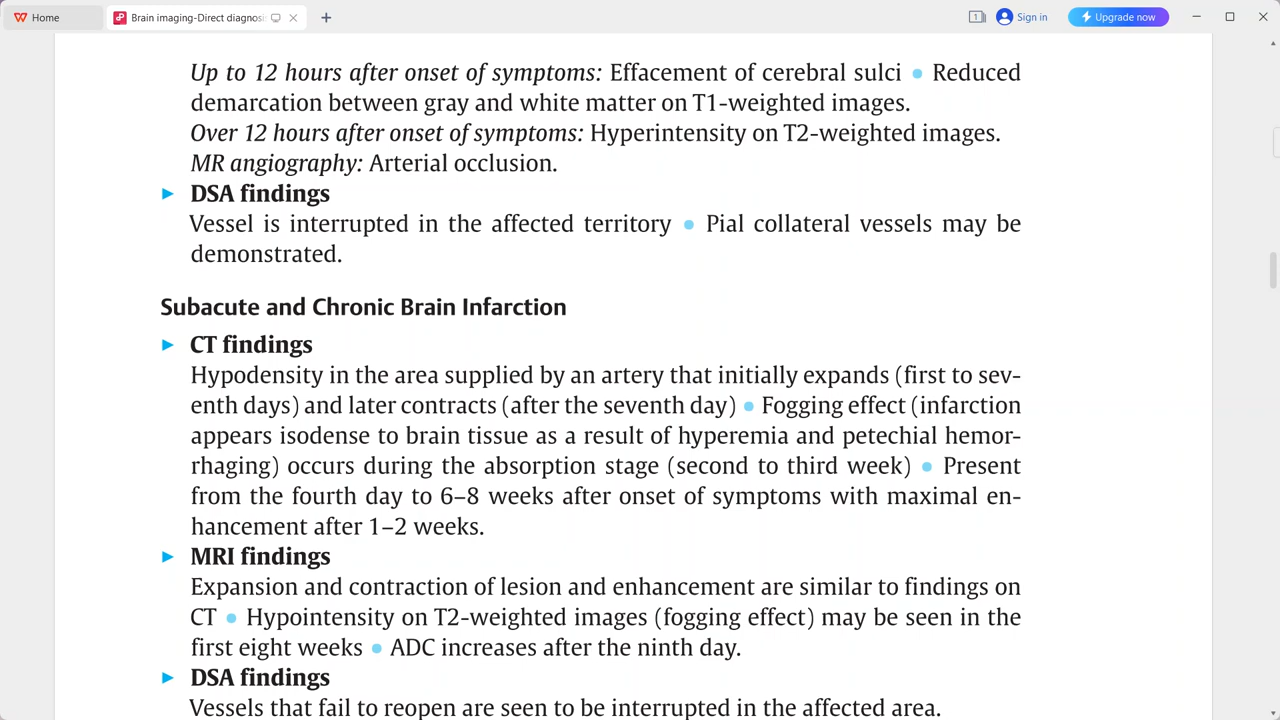 Home
Brain imaging-Direct diagnosi
1
Sign in
Upgrade now
Up to 12 hours after onset of symptoms: Effacement of cerebral sulci • Reduced
demarcation between gray and white matter on T1-weighted images.
Over 12 hours after onset of symptoms: Hyperintensity on T2-weighted images.
MR angiography: Arterial occlusion.
► DSA findings
Vessel is interrupted in the affected territory • Pial collateral vessels may be
demonstrated.
Subacute and Chronic Brain Infarction
► CT findings
Hypodensity in the area supplied by an artery that initially expands (first to sev-
enth days) and later contracts (after the seventh day) • Fogging effect (infarction
appears isodense to brain tissue as a result of hyperemia and petechial hemor-
rhaging) occurs during the absorption stage (second to third week) • Present
from the fourth day to 6–8 weeks after onset of symptoms with maximal en-
hancement after 1–2 weeks.
► MRI findings
Expansion and contraction of lesion and enhancement are similar to findings on
CT • Hypointensity on T2-weighted images (fogging effect) may be seen in the
first eight weeks • ADC increases after the ninth day.
► DSA findings
Vessels that fail to reopen are seen to be interrupted in the affected area.